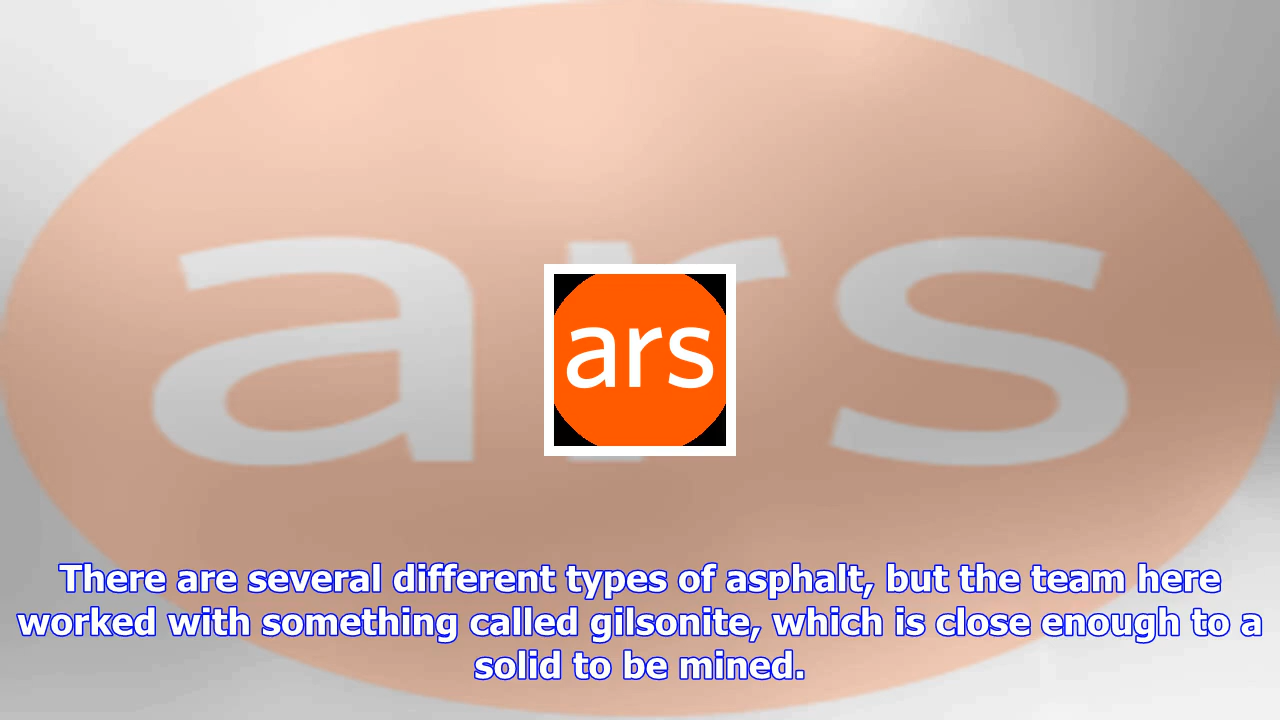 ars
ars
There are several different types of asphalt, but the team here
worked with something called gilsonite, which is close enough to a
solid to be mined.